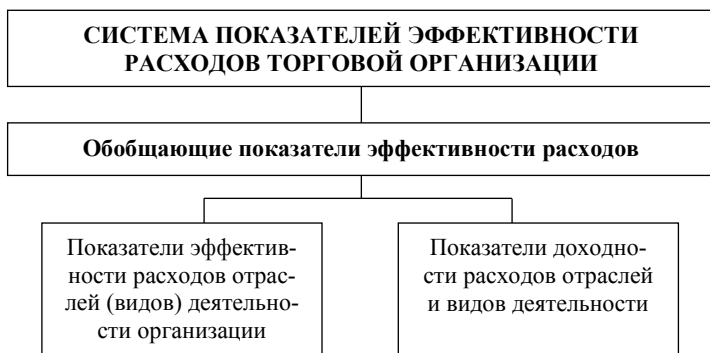 СИСТЕМА ПОКАЗАТЕЛЕЙ ЭФФЕКТИВНОСТИ
РАСХОДОВ ТОРГОВОЙ ОРГАНИЗАЦИИ
Обобщающие показатели эффективности расходов
Показатели эффектив-
ности расходов отрас-
лей (видов) деятельно-
сти организации
Показатели доходно-
сти расходов отраслей
и видов деятельности